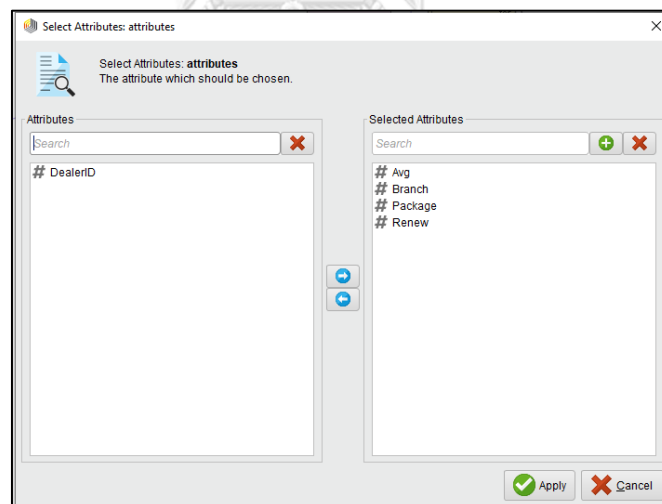 Select Attributes: attributes
Select Attributes: attributes
The attribute which should be chosen.
Attributes
Selected Attributes
Search
Search
# DealerID
# Avg
# Branch
# Package
# Renew
Apply
Cancel